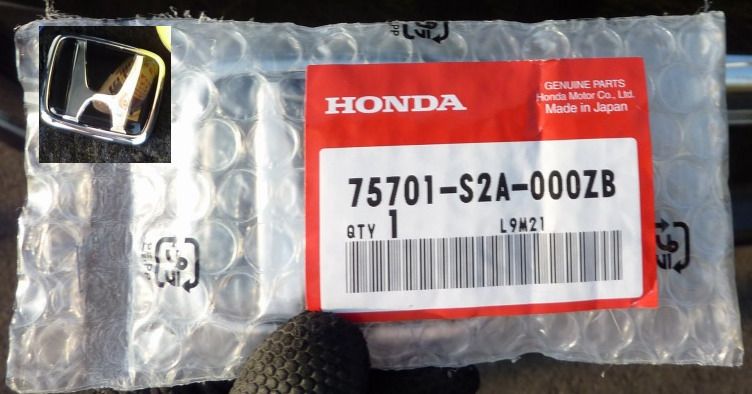 HONDA
GENUINE PARTS
Honda Motor Co., Ltd.
Made in Japan
75701-S2A-000ZB
QTY 1 L9M21